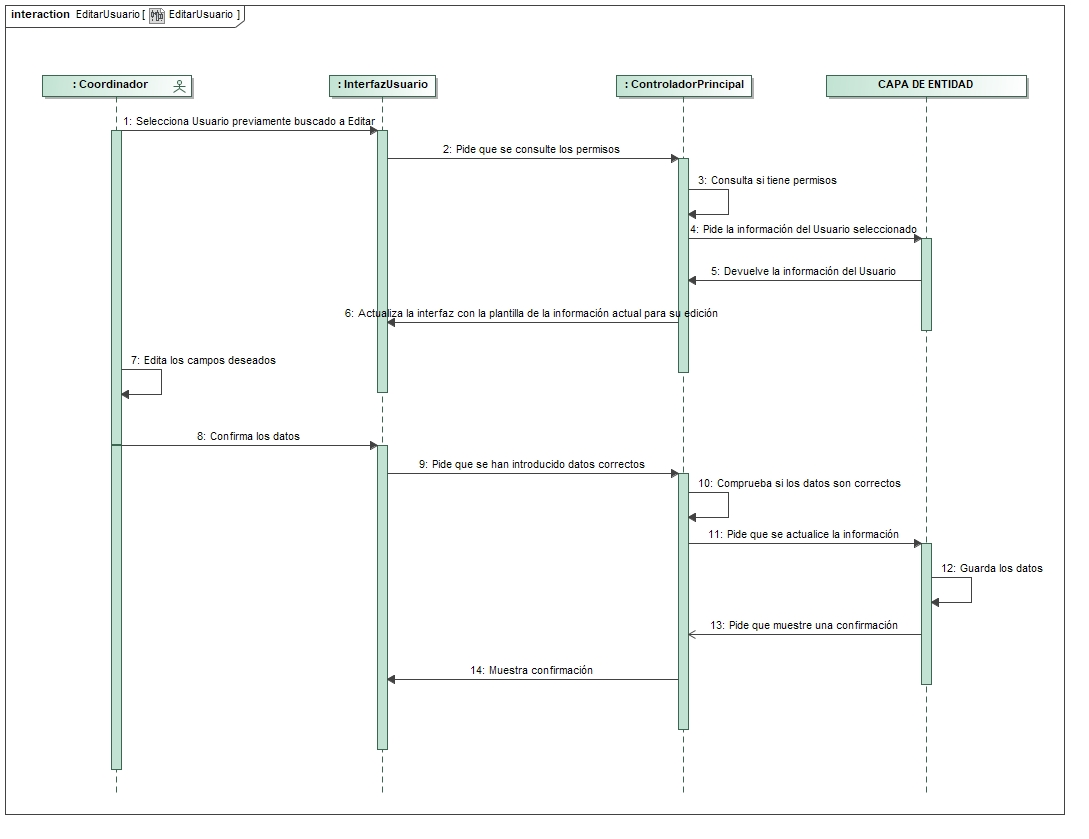 interaction EditarUsuario [ EditarUsuario ]
: Coordinador
: InterfazUsuario
: ControladorPrincipal
CAPA DE ENTIDAD
1: Selecciona Usuario previamente buscado a Editar
2: Pide que se consulte los permisos
3: Consulta si tiene permisos
4: Pide la información del Usuario seleccionado
5: Devuelve la información del Usuario
6: Actualiza la interfaz con la plantilla de la información actual para su edición
7: Edita los campos deseados
8: Confirma los datos
9: Pide que se han introducido datos correctos
10: Comprueba si los datos son correctos
11: Pide que se actualice la información
12: Guarda los datos
13: Pide que muestre una confirmación
14: Muestra confirmación